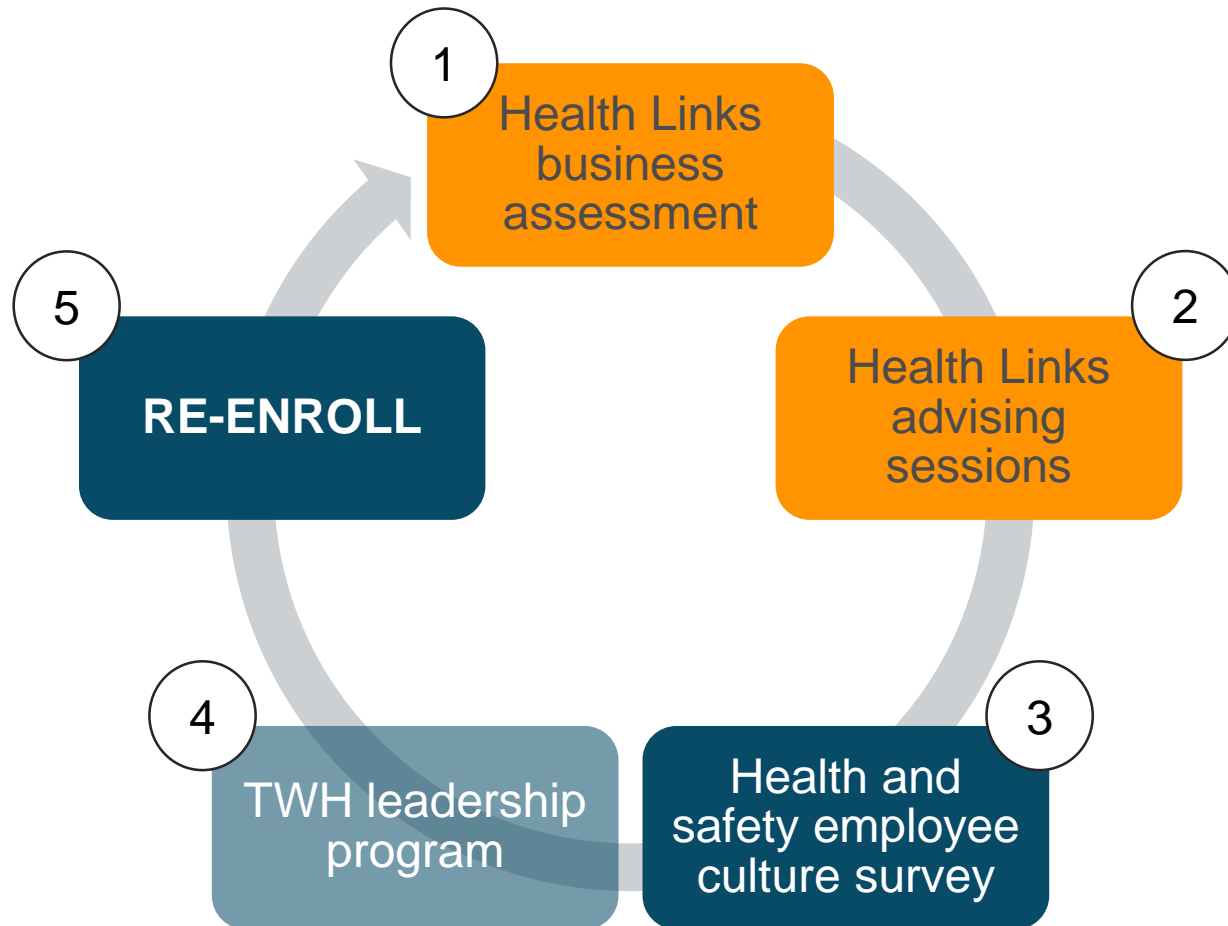 1
Health Links
business
assessment
2
Health Links
advising
sessions
3
Health and
safety employee
culture survey
4
TWH leadership
program
5
RE-ENROLL